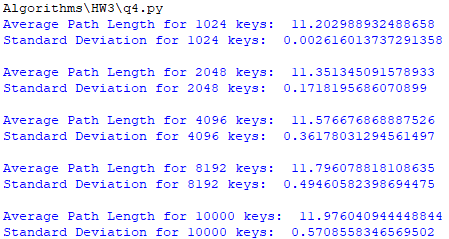 Algorithms\HW3\q4.py
Average Path Length for 1024 keys:  11.202988932488658
Standard Deviation for 1024 keys:  0.002616013737291358
Average Path Length for 2048 keys:  11.351345091578933
Standard Deviation for 2048 keys:  0.1718195686070899
Average Path Length for 4096 keys:  11.576676868887526
Standard Deviation for 4096 keys:  0.36178031294561497
Average Path Length for 8192 keys:  11.796078818108635
Standard Deviation for 8192 keys:  0.49460582398694475
Average Path Length for 10000 keys:  11.976040944448844
Standard Deviation for 10000 keys:  0.5708558346569502